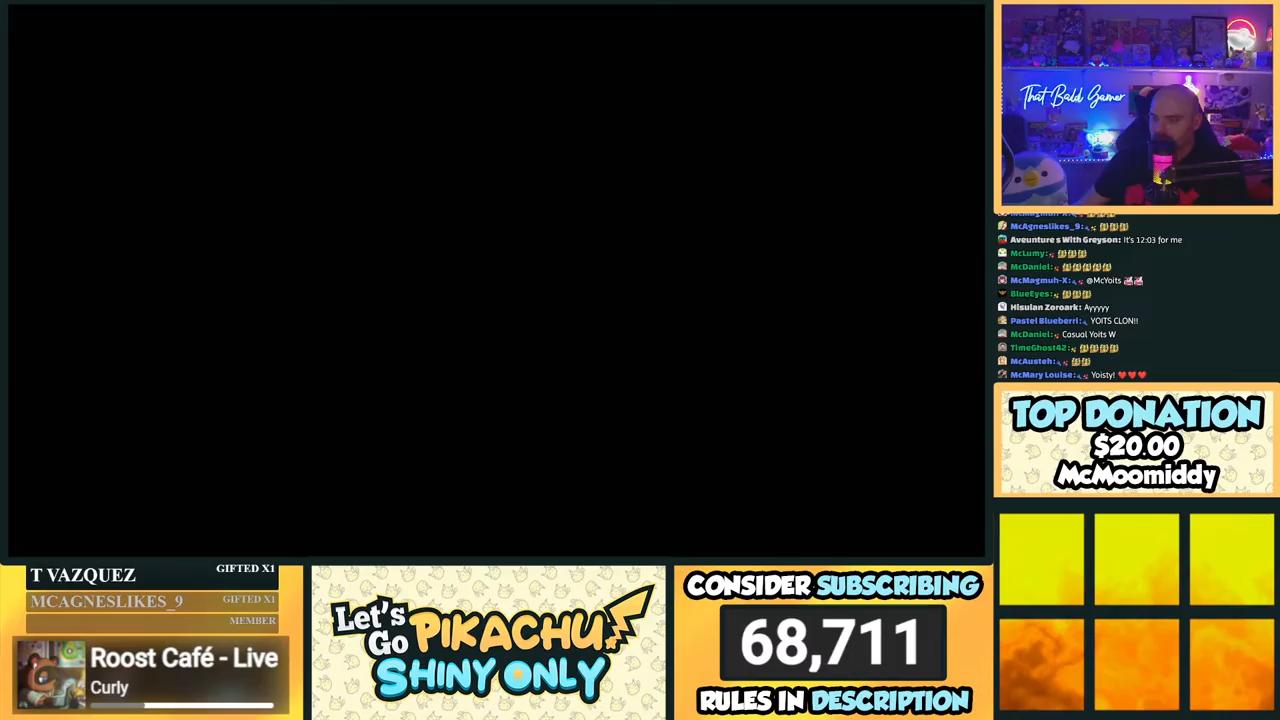 That Bald Gamer
McAgneslikes_9:
Aveunture s With Greyson: It's 12:03 for me
McLumy:
McDaniel:
McMagmuh-X: @McYoits
BlueEyes:
Hisuian Zoroark: Ayyyyy
Pastel Blueberri: YOITS CLON!!
McDaniel: Casual Yoits W
TimeGhost42:
McAusteh:
McMary Louise: Yoisty! ❤️❤️❤️
TOP DONATION
$20.00
McMoomiddy
T VAZQUEZ GIFTED X1
MCAGNESLIKES_9 GIFTED X1
MEMBER
Roost Café - Live
Curly
Let's
Go PIKACHU
SHINY ONLY
CONSIDER SUBSCRIBING
68,711
RULES IN DESCRIPTION